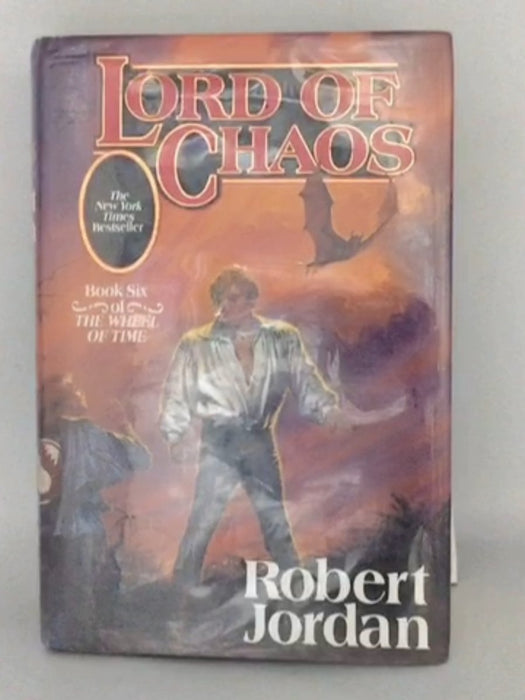 LORD OF
CHAOS
The
New York
Times
Bestseller
Book Six
of
THE WHEEL
OF TIME
Robert
Jordan